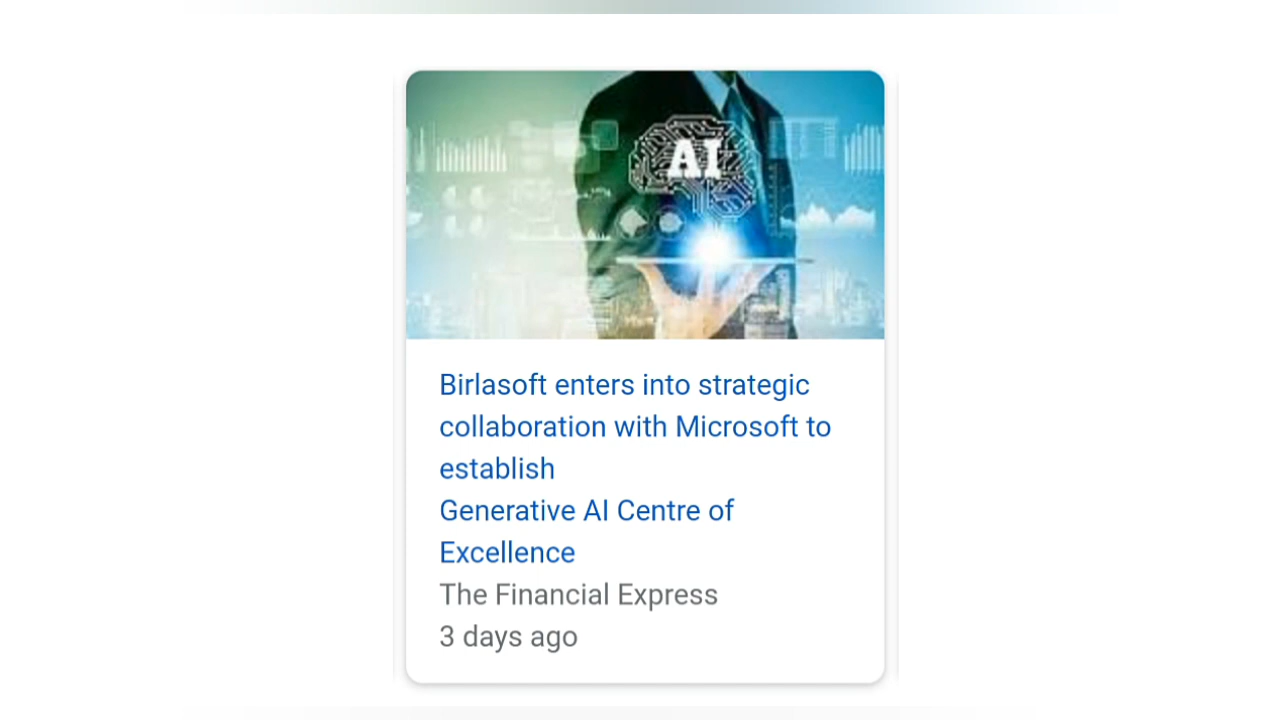 AI
Birlasoft enters into strategic
collaboration with Microsoft to
establish
Generative AI Centre of
Excellence
The Financial Express
3 days ago